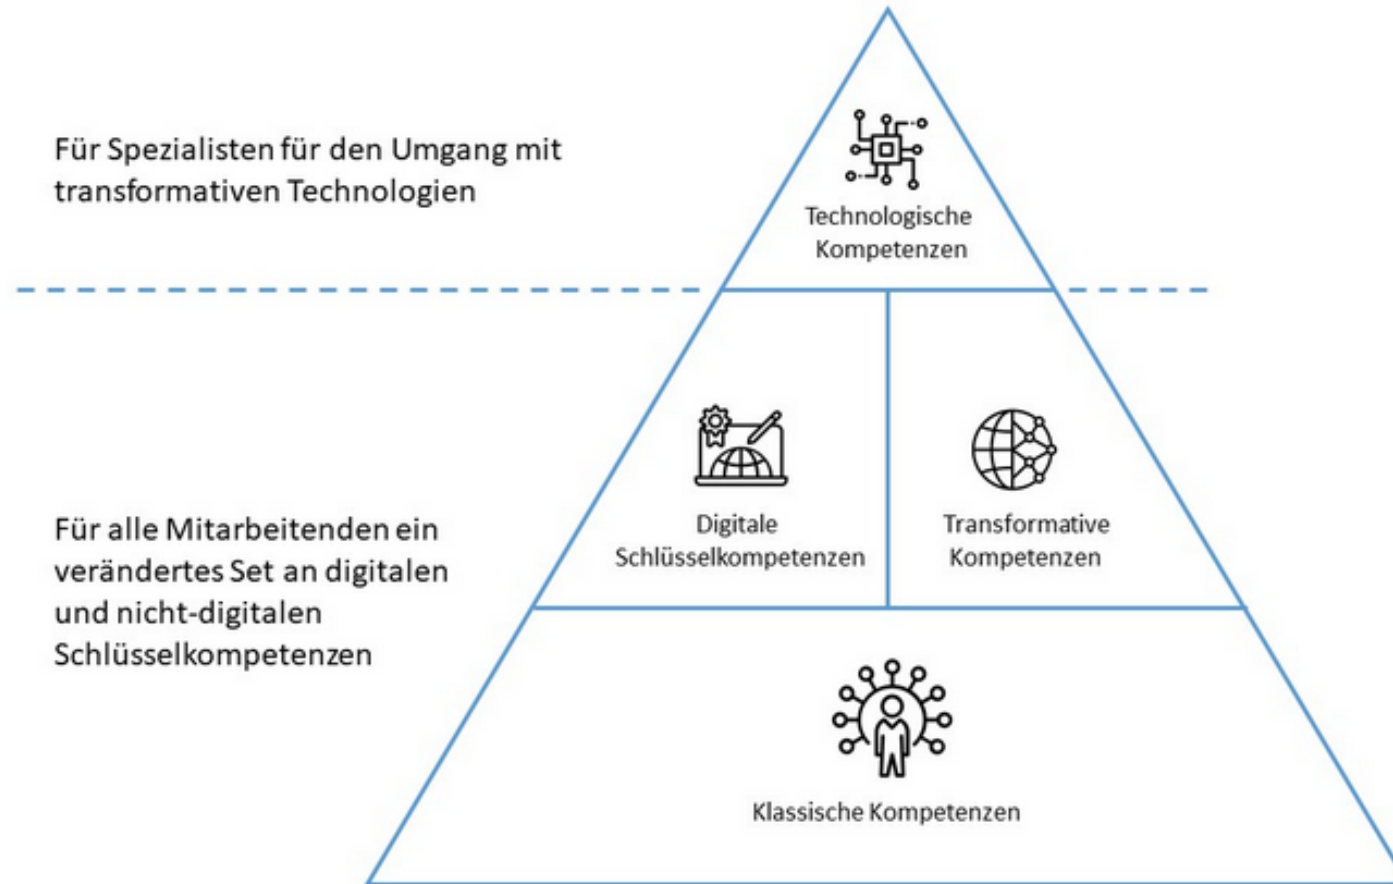 Für Spezialisten für den Umgang mit
transformativen Technologien
Technologische
Kompetenzen
Digitale
Schlüsselkompetenzen
Transformative
Kompetenzen
Für alle Mitarbeitenden ein
verändertes Set an digitalen
und nicht-digitalen
Schlüsselkompetenzen
Klassische Kompetenzen